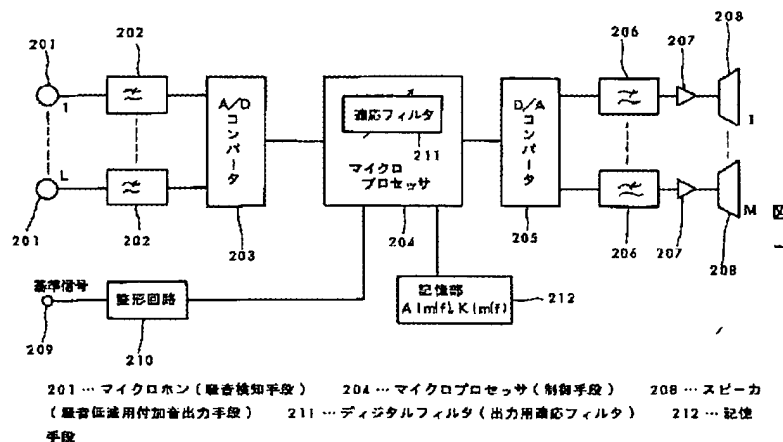 201
202
206
207
208
1
A/D コンバータ
適応フィルタ
211
マイクロ
プロセッサ
D/A コンバータ
I
L
201
202
203
204
205
206
207
M
208
図
一
基準信号
209
整形回路
210
記憶部
212
201 … マイクロホン ( 騒音検知手段 ) 204 … マイクロプロセッサ ( 制御手段 ) 208 … スピーカ
( 騒音低減用付加音出力手段 ) 211 … ディジタルフィルタ ( 出力用適応フィルタ ) 212 … 記憶
手段